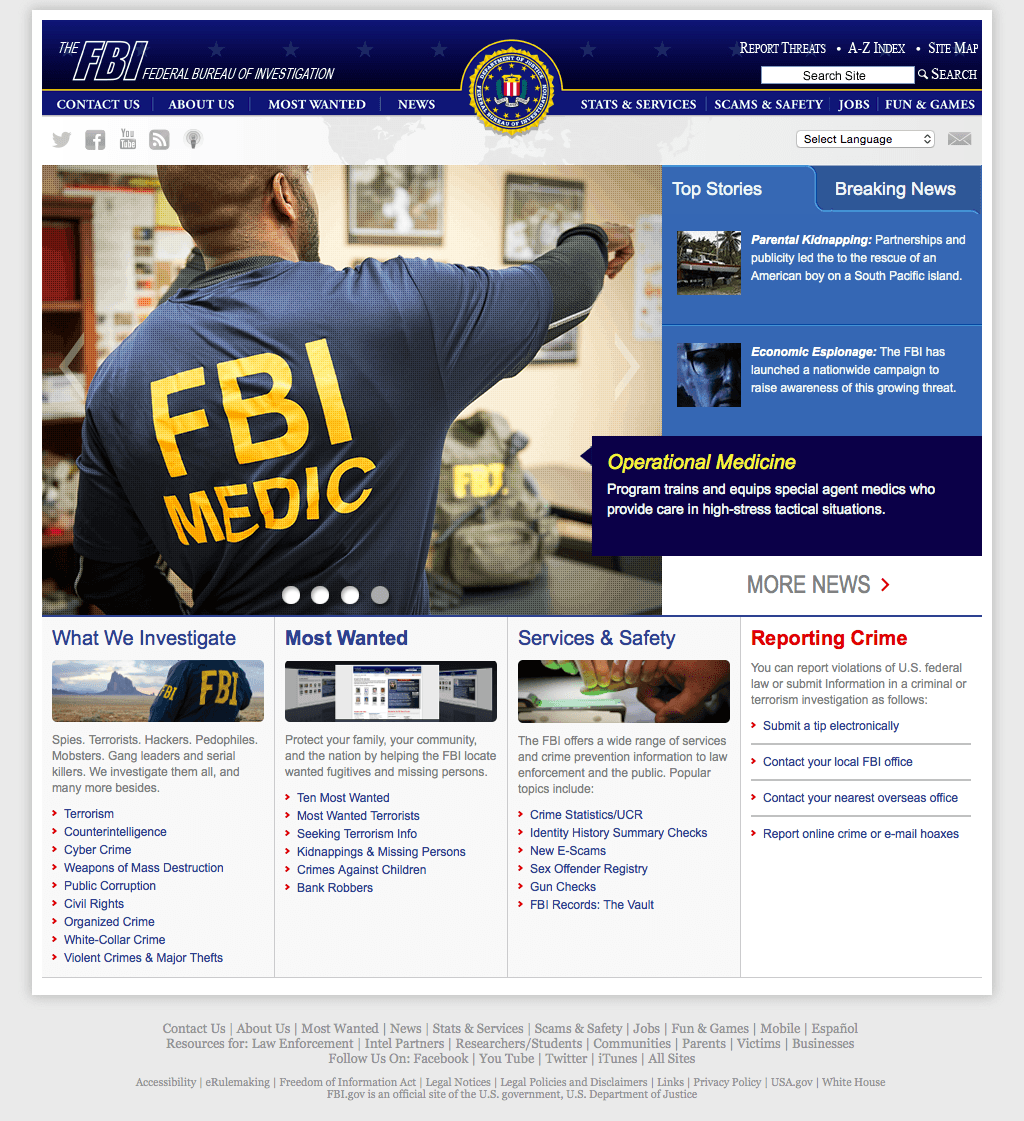 THE FBI FEDERAL BUREAU OF INVESTIGATION
REPORT THREATS • A-Z INDEX • SITE MAP
Search Site SEARCH
DEPARTMENT OF JUSTICE
FEDERAL BUREAU OF INVESTIGATION
CONTACT US ABOUT US MOST WANTED NEWS STATS & SERVICES SCAMS & SAFETY JOBS FUN & GAMES
You Tube
Select Language
FBI
MEDIC
FBI
Top Stories
Breaking News
Parental Kidnapping: Partnerships and
publicity led the to the rescue of an
American boy on a South Pacific island.
Economic Espionage: The FBI has
launched a nationwide campaign to
raise awareness of this growing threat.
Operational Medicine
Program trains and equips special agent medics who
provide care in high-stress tactical situations.
MORE NEWS
What We Investigate
FBI FBI
Spies. Terrorists. Hackers. Pedophiles.
Mobsters. Gang leaders and serial
killers. We investigate them all, and
many more besides.
Terrorism
Counterintelligence
Cyber Crime
Weapons of Mass Destruction
Public Corruption
Civil Rights
Organized Crime
White-Collar Crime
Violent Crimes & Major Thefts
Most Wanted
Protect your family, your community,
and the nation by helping the FBI locate
wanted fugitives and missing persons.
Ten Most Wanted
Most Wanted Terrorists
Seeking Terrorism Info
Kidnappings & Missing Persons
Crimes Against Children
Bank Robbers
Services & Safety
The FBI offers a wide range of services
and crime prevention information to law
enforcement and the public. Popular
topics include:
Crime Statistics/UCR
Identity History Summary Checks
New E-Scams
Sex Offender Registry
Gun Checks
FBI Records: The Vault
Reporting Crime
You can report violations of U.S. federal
law or submit Information in a criminal or
terrorism investigation as follows:
Submit a tip electronically
Contact your local FBI office
Contact your nearest overseas office
Report online crime or e-mail hoaxes
Contact Us | About Us | Most Wanted | News | Stats & Services | Scams & Safety | Jobs | Fun & Games | Mobile | Español
Resources for: Law Enforcement | Intel Partners | Researchers/Students | Communities | Parents | Victims | Businesses
Follow Us On: Facebook | You Tube | Twitter | iTunes | All Sites
Accessibility | eRulemaking | Freedom of Information Act | Legal Notices | Legal Policies and Disclaimers | Links | Privacy Policy | USA.gov | White House
FBI.gov is an official site of the U.S. government, U.S. Department of Justice